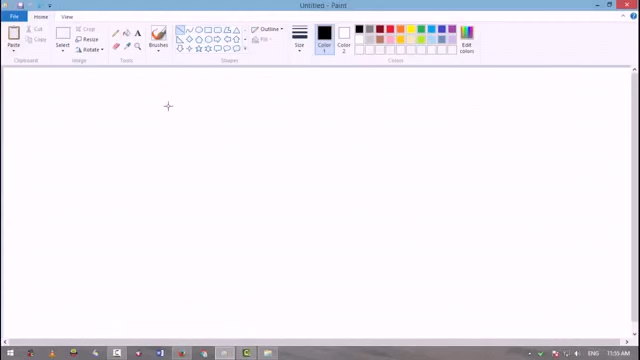 Untitled - Paint
File Home View
Paste
Cut
Copy
Clipboard
Select
Crop
Resize
Rotate
Image
A
Tools
Brushes
Shapes
Outline
Fill
Size
Color
1
Color
2
Colors
Edit
colors
ENG 11:55 AM